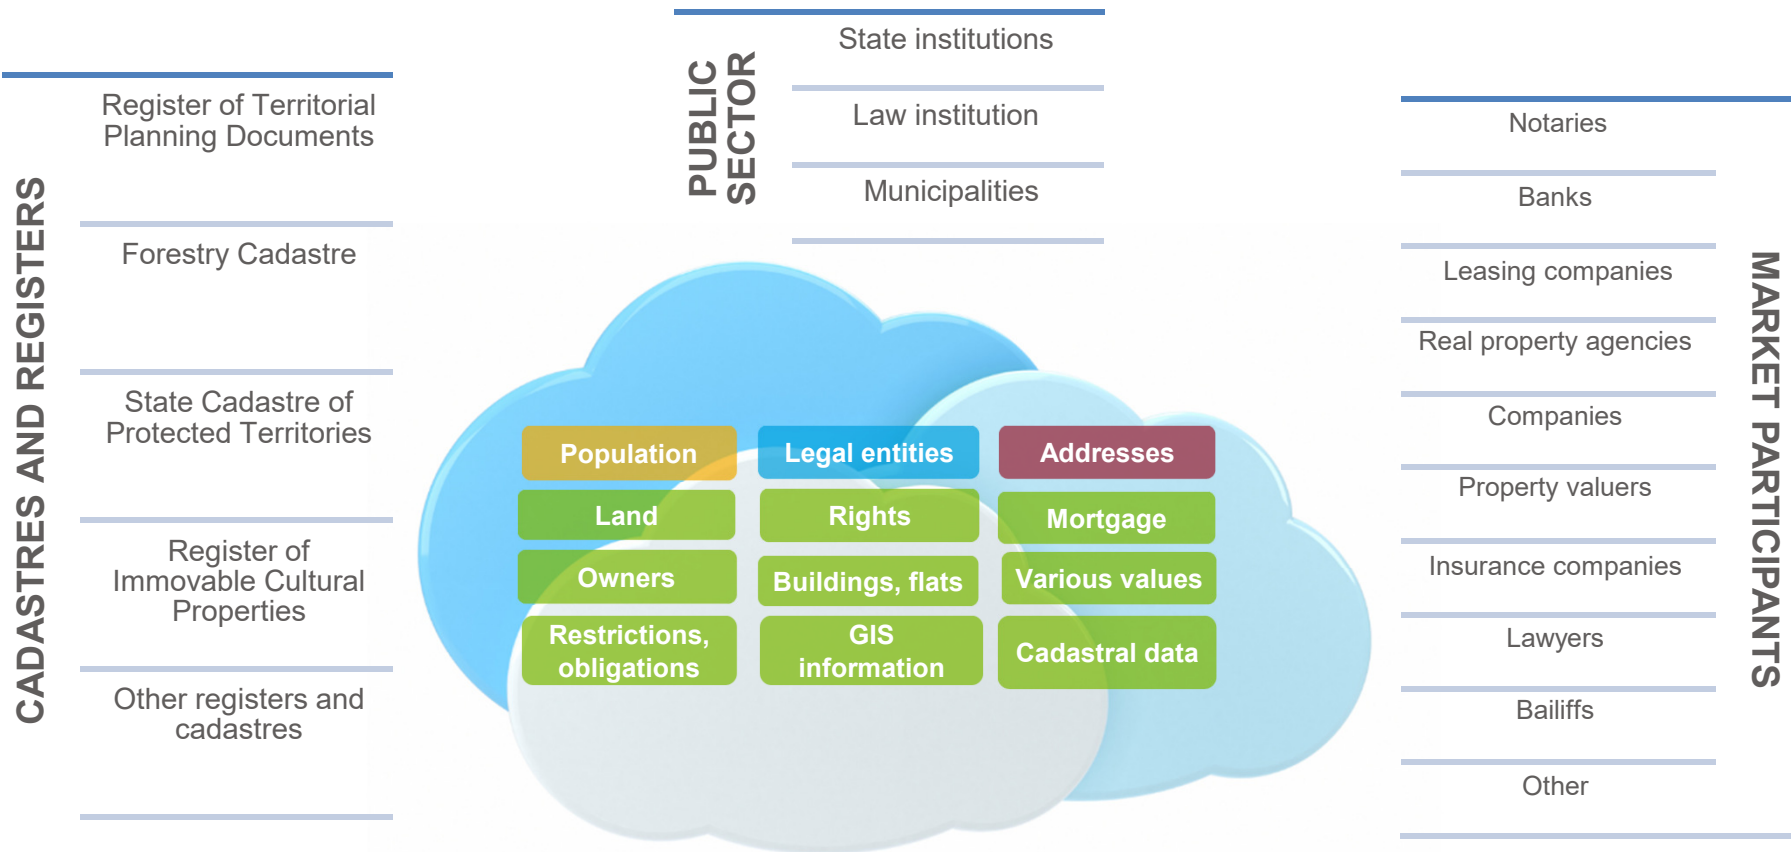 CADASTRES AND REGISTERS
Register of Territorial
Planning Documents
Forestry Cadastre
State Cadastre of
Protected Territories
Register of
Immovable Cultural
Properties
Other registers and
cadastres
PUBLIC
SECTOR
State institutions
Law institution
Municipalities
Population
Legal entities
Addresses
Land
Rights
Mortgage
Owners
Buildings, flats
Various values
Restrictions,
obligations
GIS
information
Cadastral data
MARKET PARTICIPANTS
Notaries
Banks
Leasing companies
Real property agencies
Companies
Property valuers
Insurance companies
Lawyers
Bailiffs
Other